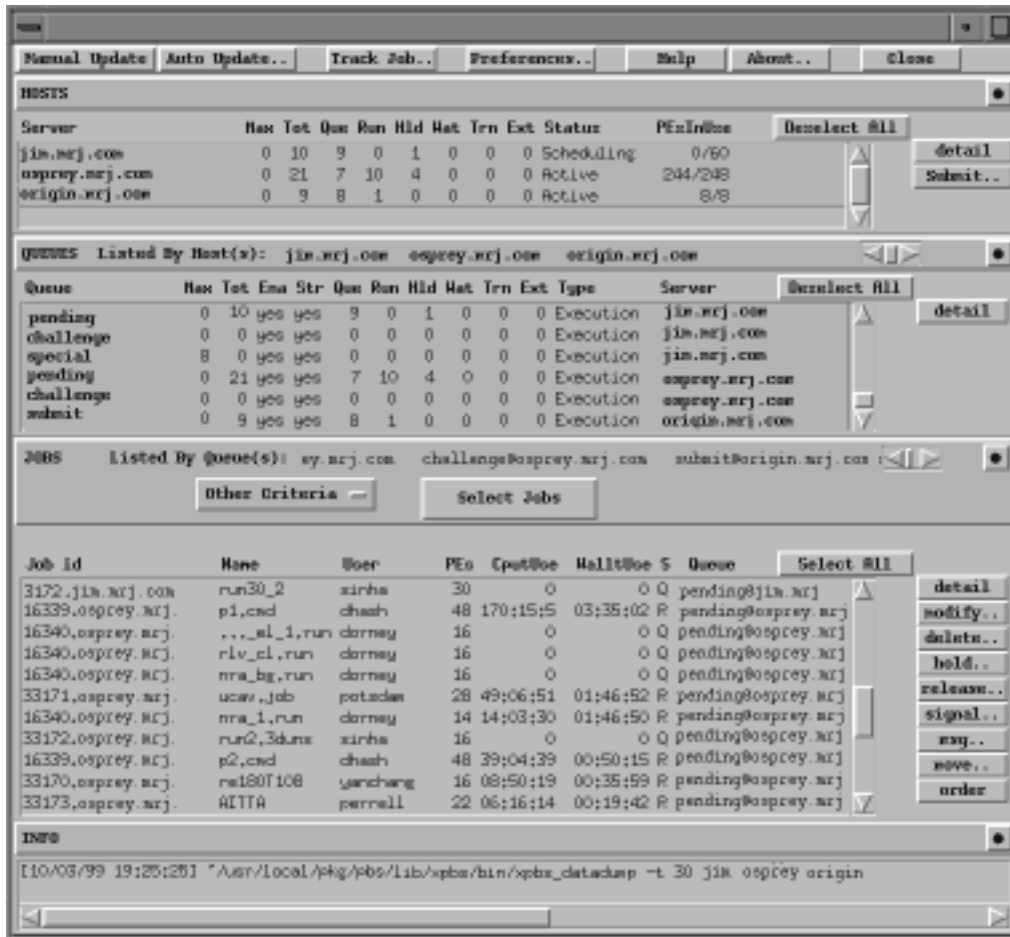 Manual Update Auto Update.. Track Job.. Preferences.. Help About.. Close
HOSTS
Server Max Tot Que Run Hld Wat Trn Ext Status PEsInUse Deselect All
jim.mrj.com 0 10 9 0 1 0 0 0 Scheduling 0/60 detail
osprey.mrj.com 0 21 7 10 4 0 0 0 Active 244/248 Submit..
origin.mrj.com 0 9 8 1 0 0 0 0 Active 8/8
QUEUES Listed By Host(s): jim.mrj.com osprey.mrj.com origin.mrj.com
Queue Max Tot Ena Str Que Run Hld Wat Trn Ext Type Server Deselect All
pending 0 10 yes yes 9 0 1 0 0 0 Execution jim.mrj.com detail
challenge 0 0 yes yes 0 0 0 0 0 0 Execution jim.mrj.com
special 8 0 yes yes 0 0 0 0 0 0 Execution jim.mrj.com
pending 0 21 yes yes 7 10 4 0 0 0 Execution osprey.mrj.com
challenge 0 0 yes yes 0 0 0 0 0 0 Execution osprey.mrj.com
submit 0 9 yes yes 8 1 0 0 0 0 Execution origin.mrj.com
JOBS Listed By Queue(s): ey.mrj.com challenge@osprey.mrj.com submit@origin.mrj.com
Other Criteria Select Jobs
Job id Name User PEs CputUse WalltUse S Queue Select All
3172.jim.mrj.com run30_2 sinha 30 0 0 Q pending@jim.mrj detail
16339.osprey.mrj. p1.cmd dhash 48 170:15:5 03:35:02 R pending@osprey.mrj modify..
16340.osprey.mrj. ..._el_1.run dorney 16 0 0 Q pending@osprey.mrj delete..
16340.osprey.mrj. rlv_cl.run dorney 16 0 0 Q pending@osprey.mrj hold..
16340.osprey.mrj. nra_bg.run dorney 16 0 0 Q pending@osprey.mrj
33171.osprey.mrj. ucav.job potsdam 28 49:06:51 01:46:52 R pending@osprey.mrj release..
16340.osprey.mrj. nra_1.run dorney 14 14:03:30 01:46:50 R pending@osprey.mrj signal..
33172.osprey.mrj. sinha 16 0 0 Q pending@osprey.mrj msg..
16339.osprey.mrj. p2.cmd dhash 48 39:04:39 00:50:15 R pending@osprey.mrj move..
33170.osprey.mrj. re180T108 yanchang 16 08:50:19 00:35:59 R pending@osprey.mrj order
33173.osprey.mrj. AITTA perrell 22 06:16:14 00:19:42 R pending@osprey.mrj
INFO
[10/03/99 19:25:25] "/usr/local/pkg/pbs/lib/xpbs/bin/xpbs_datadump -t 30 jim osprey origin